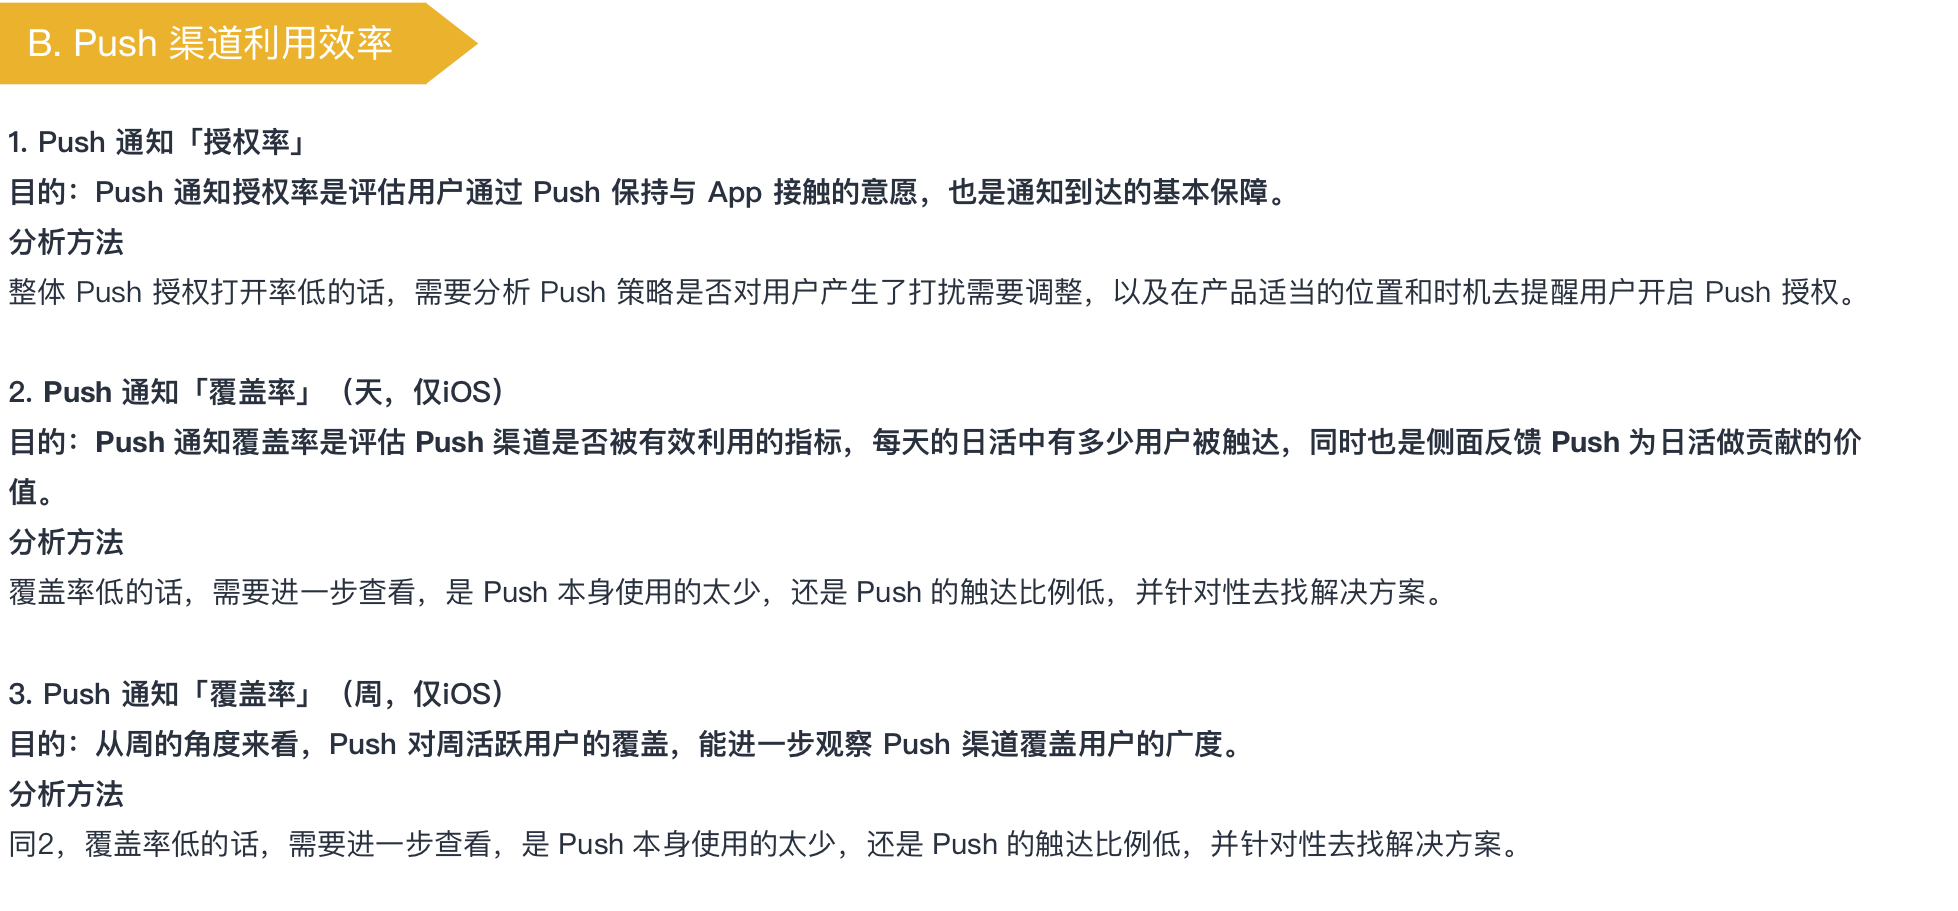 B. Push 渠道利用效率
1. Push 通知「授权率」
目的：Push 通知授权率是评估用户通过 Push 保持与 App 接触的意愿，也是通知到达的基本保障。
分析方法
整体 Push 授权打开率低的话，需要分析 Push 策略是否对用户产生了打扰需要调整，以及在产品适当的位置和时机去提醒用户开启 Push 授权。
2. Push 通知「覆盖率」（天，仅iOS）
目的：Push 通知覆盖率是评估 Push 渠道是否被有效利用的指标，每天的日活中有多少用户被触达，同时也是侧面反馈 Push 为日活做贡献的价
值。
分析方法
覆盖率低的话，需要进一步查看，是 Push 本身使用的太少，还是 Push 的触达比例低，并针对性去找解决方案。
3. Push 通知「覆盖率」（周，仅iOS）
目的：从周的角度来看，Push 对周活跃用户的覆盖，能进一步观察 Push 渠道覆盖用户的广度。
分析方法
同2，覆盖率低的话，需要进一步查看，是 Push 本身使用的太少，还是 Push 的触达比例低，并针对性去找解决方案。